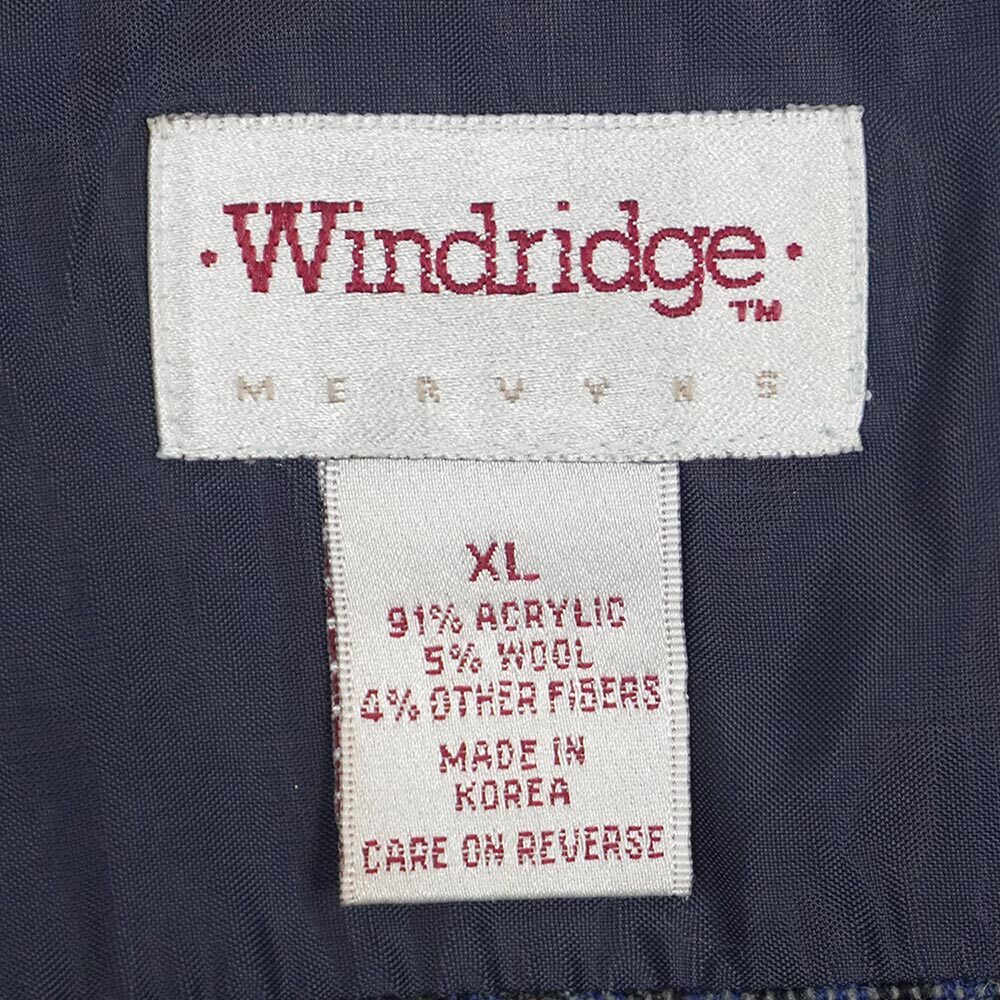 ·Windridge·
TM
MERVYNS
XL
91% ACRYLIC
5% WOOL
4% OTHER FIBERS
MADE IN
KOREA
CARE ON REVERSE